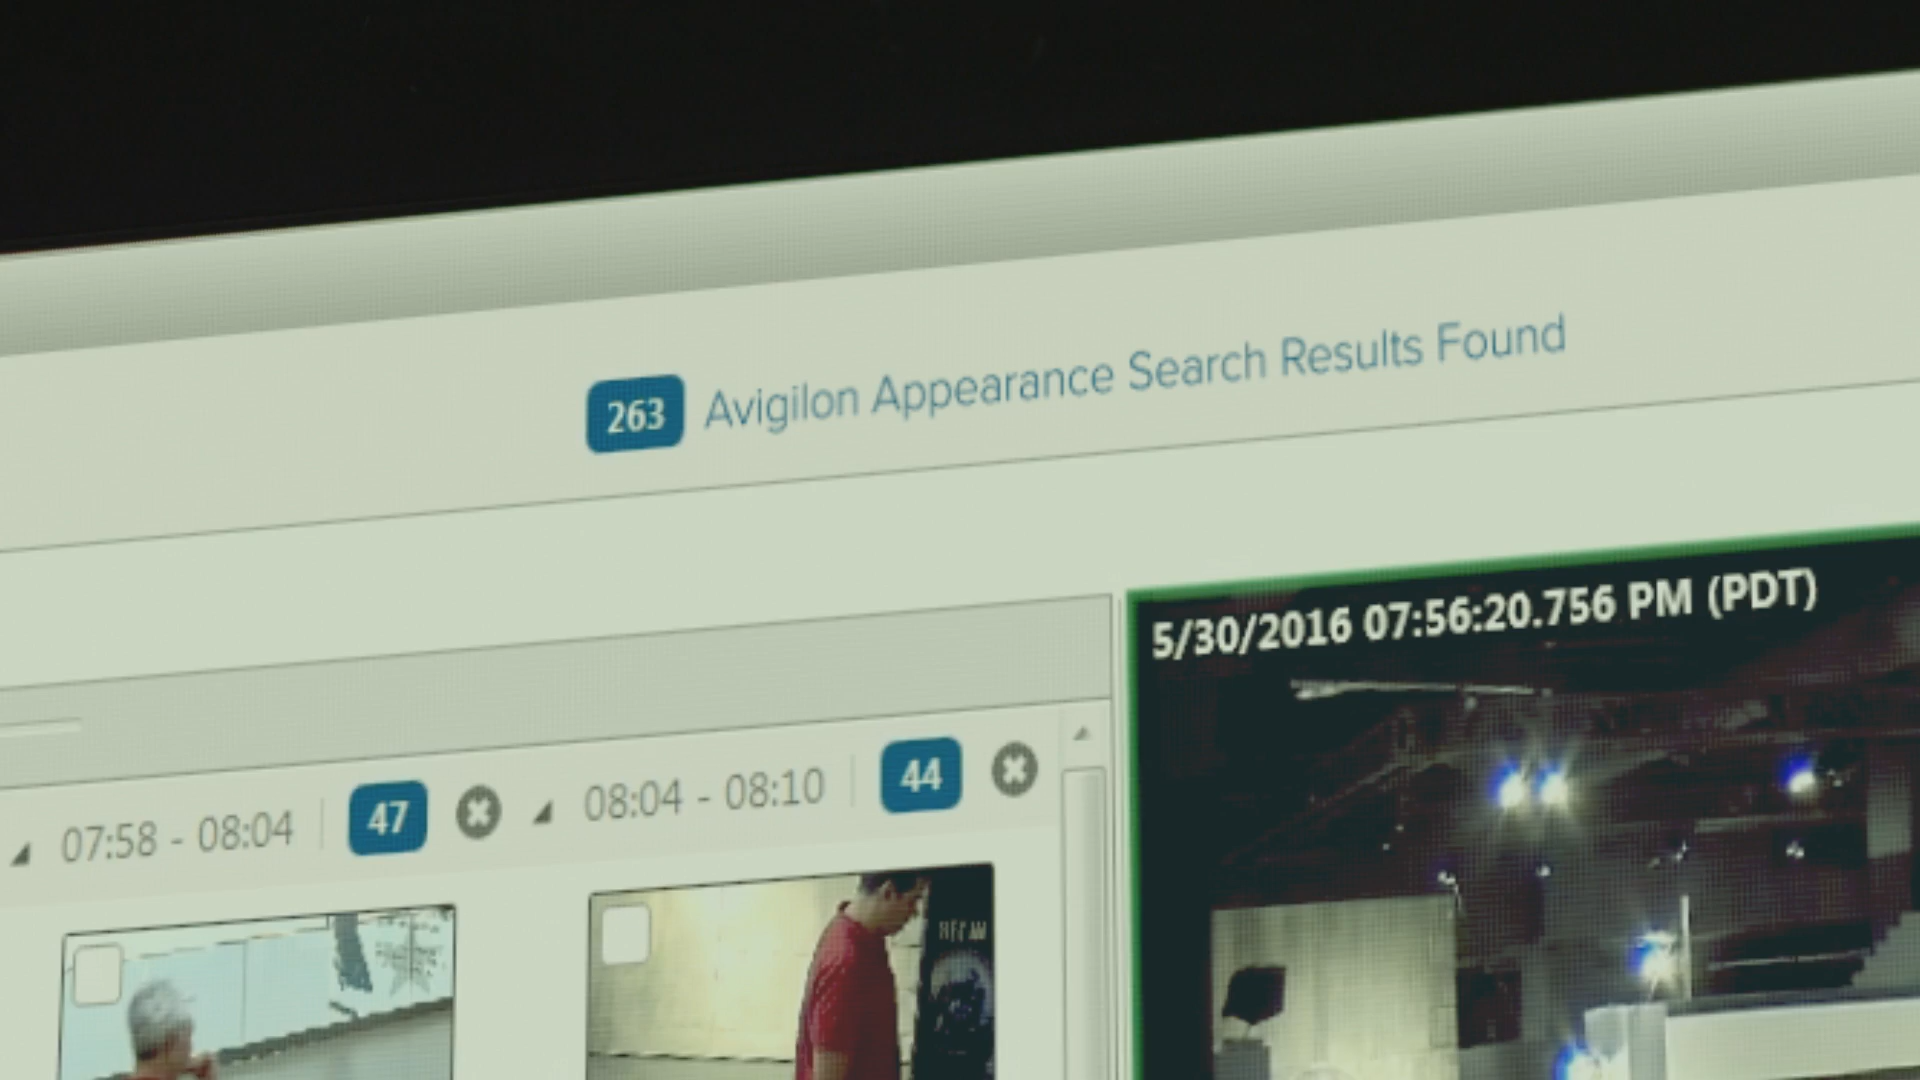 263 Avigilon Appearance Search Results Found
5/30/2016 07:56:20.756 PM (PDT)
07:58 - 08:04 47
08:04 - 08:10 44